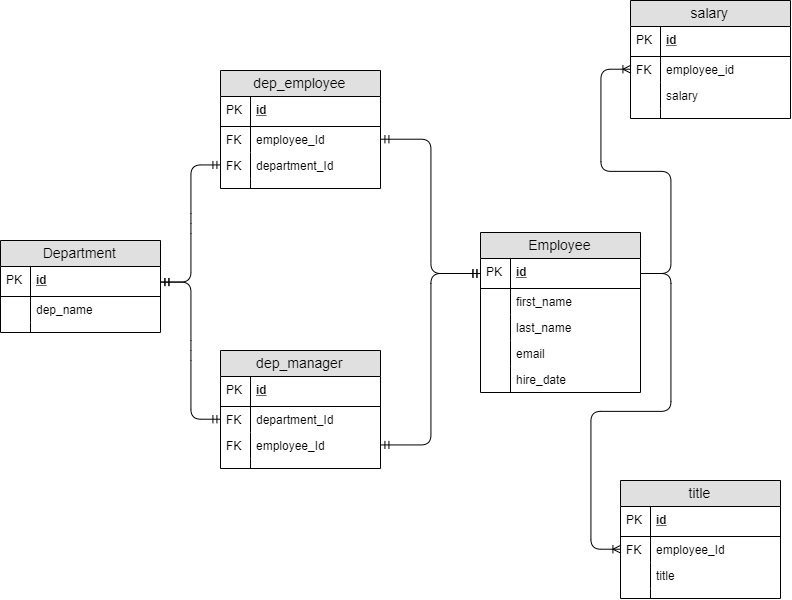 salary
PK id
FK employee_id
salary
dep_employee
PK id
FK employee_Id
FK department_Id
Department
PK id
dep_name
Employee
PK id
first_name
last_name
email
hire_date
dep_manager
PK id
FK department_Id
FK employee_Id
title
PK id
FK employee_Id
title